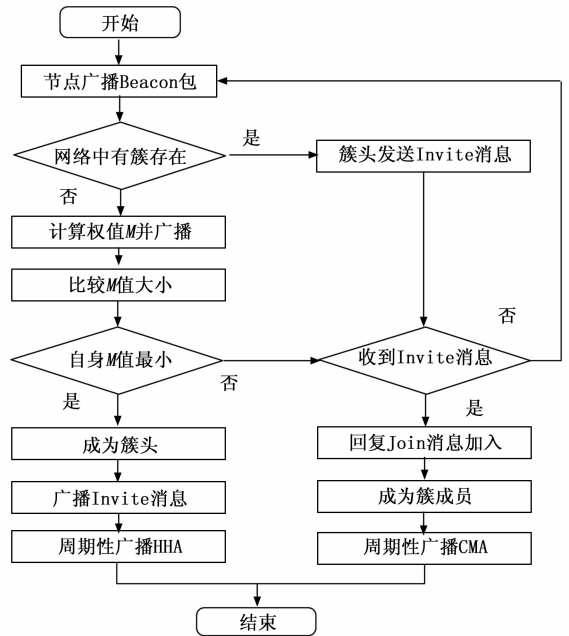 开始
节点广播Beacon包
网络中有簇存在
是
簇头发送Invite消息
否
计算权值M并广播
比较M值大小
否
自身M值最小
收到Invite消息
否
是
是
成为簇头
回复Join消息加入
广播Invite消息
成为簇成员
周期性广播HHA
周期性广播CMA
结束